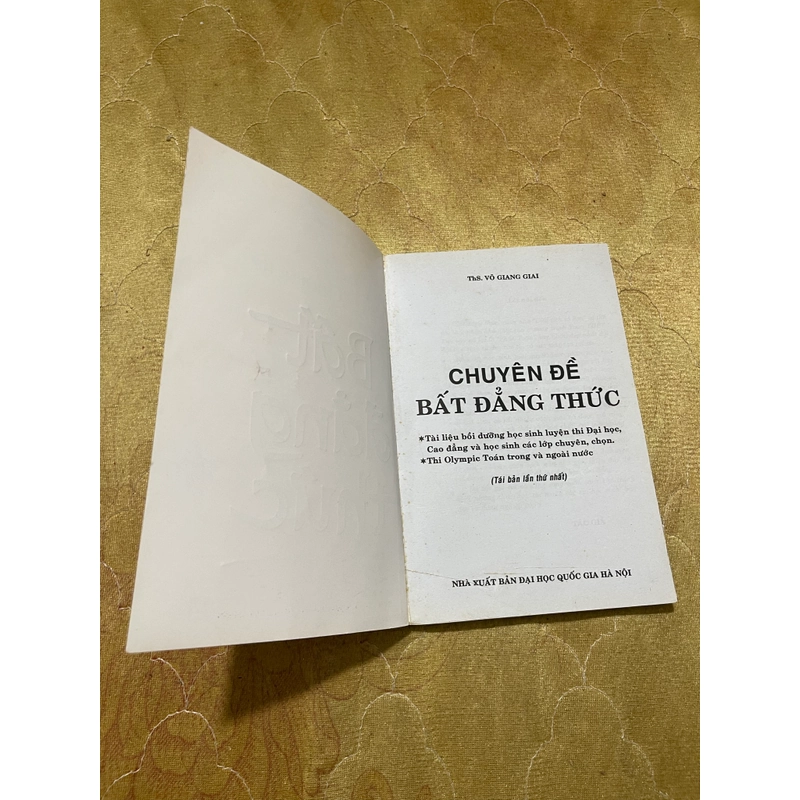 ThS. VÕ GIANG GIAI
CHUYÊN ĐỀ
BẤT ĐẲNG THỨC
*Tài liệu bồi dưỡng học sinh luyện thi Đại học,
Cao đẳng và học sinh các lớp chuyên, chọn.
*Thi Olympic Toán trong và ngoài nước
(Tái bản lần thứ nhất)
NHÀ XUẤT BẢN ĐẠI HỌC QUỐC GIA HÀ NỘI